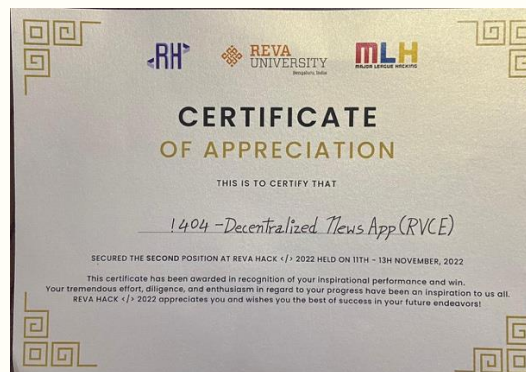 <RH>
REVA
UNIVERSITY
Bengaluru, India
MLH
MAJOR LEAGUE HACKING
CERTIFICATE
OF APPRECIATION
THIS IS TO CERTIFY THAT
!404 - Decentralized News App (RVCE)
SECURED THE SECOND POSITION AT REVA HACK </> 2022 HELD ON 11TH - 13H NOVEMBER, 2022
This certificate has been awarded in recognition of your inspirational performance and win.
Your tremendous effort, diligence, and enthusiasm in regard to your progress have been an inspiration to us all.
REVA HACK </> 2022 appreciates you and wishes you the best of success in your future endeavors!